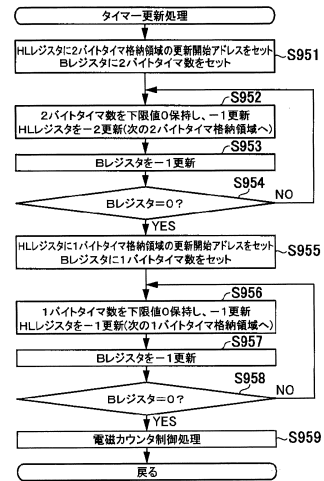 タイマー更新処理
HLレジスタに2バイトタイマ格納領域の更新開始アドレスをセット
Bレジスタに2バイトタイマ数をセット
S951
S952
2バイトタイマ数を下限値0保持し、−1更新
HLレジスタを−2更新(次の2バイトタイマ格納領域へ)
S953
Bレジスタを−1更新
S954
Bレジスタ=0?
NO
YES
HLレジスタに1バイトタイマ格納領域の更新開始アドレスをセット
Bレジスタに1バイトタイマ数をセット
S955
S956
1バイトタイマ数を下限値0保持し、−1更新
HLレジスタを−1更新(次の1バイトタイマ格納領域へ)
S957
Bレジスタを−1更新
S958
Bレジスタ=0?
NO
YES
電磁カウンタ制御処理
S959
戻る